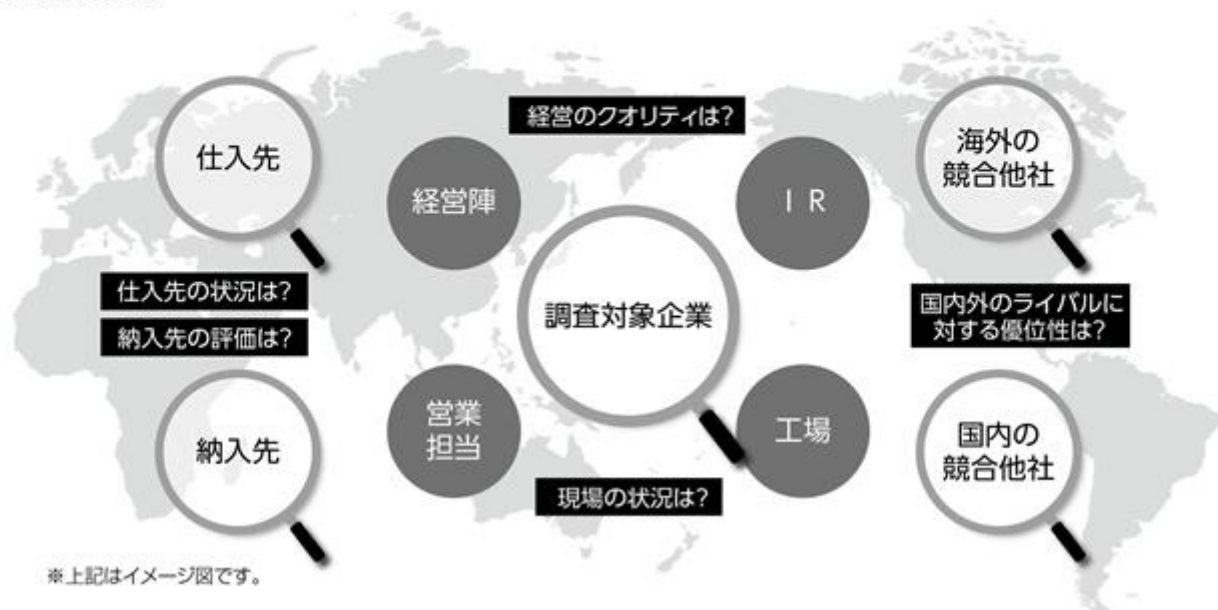 経営のクオリティは?
仕入先
経営陣
I R
海外の
競合他社
仕入先の状況は?
納入先の評価は?
調査対象企業
国内外のライバルに
対する優位性は?
納入先
営業
担当
工場
国内の
競合他社
現場の状況は?
※上記はイメージ図です。